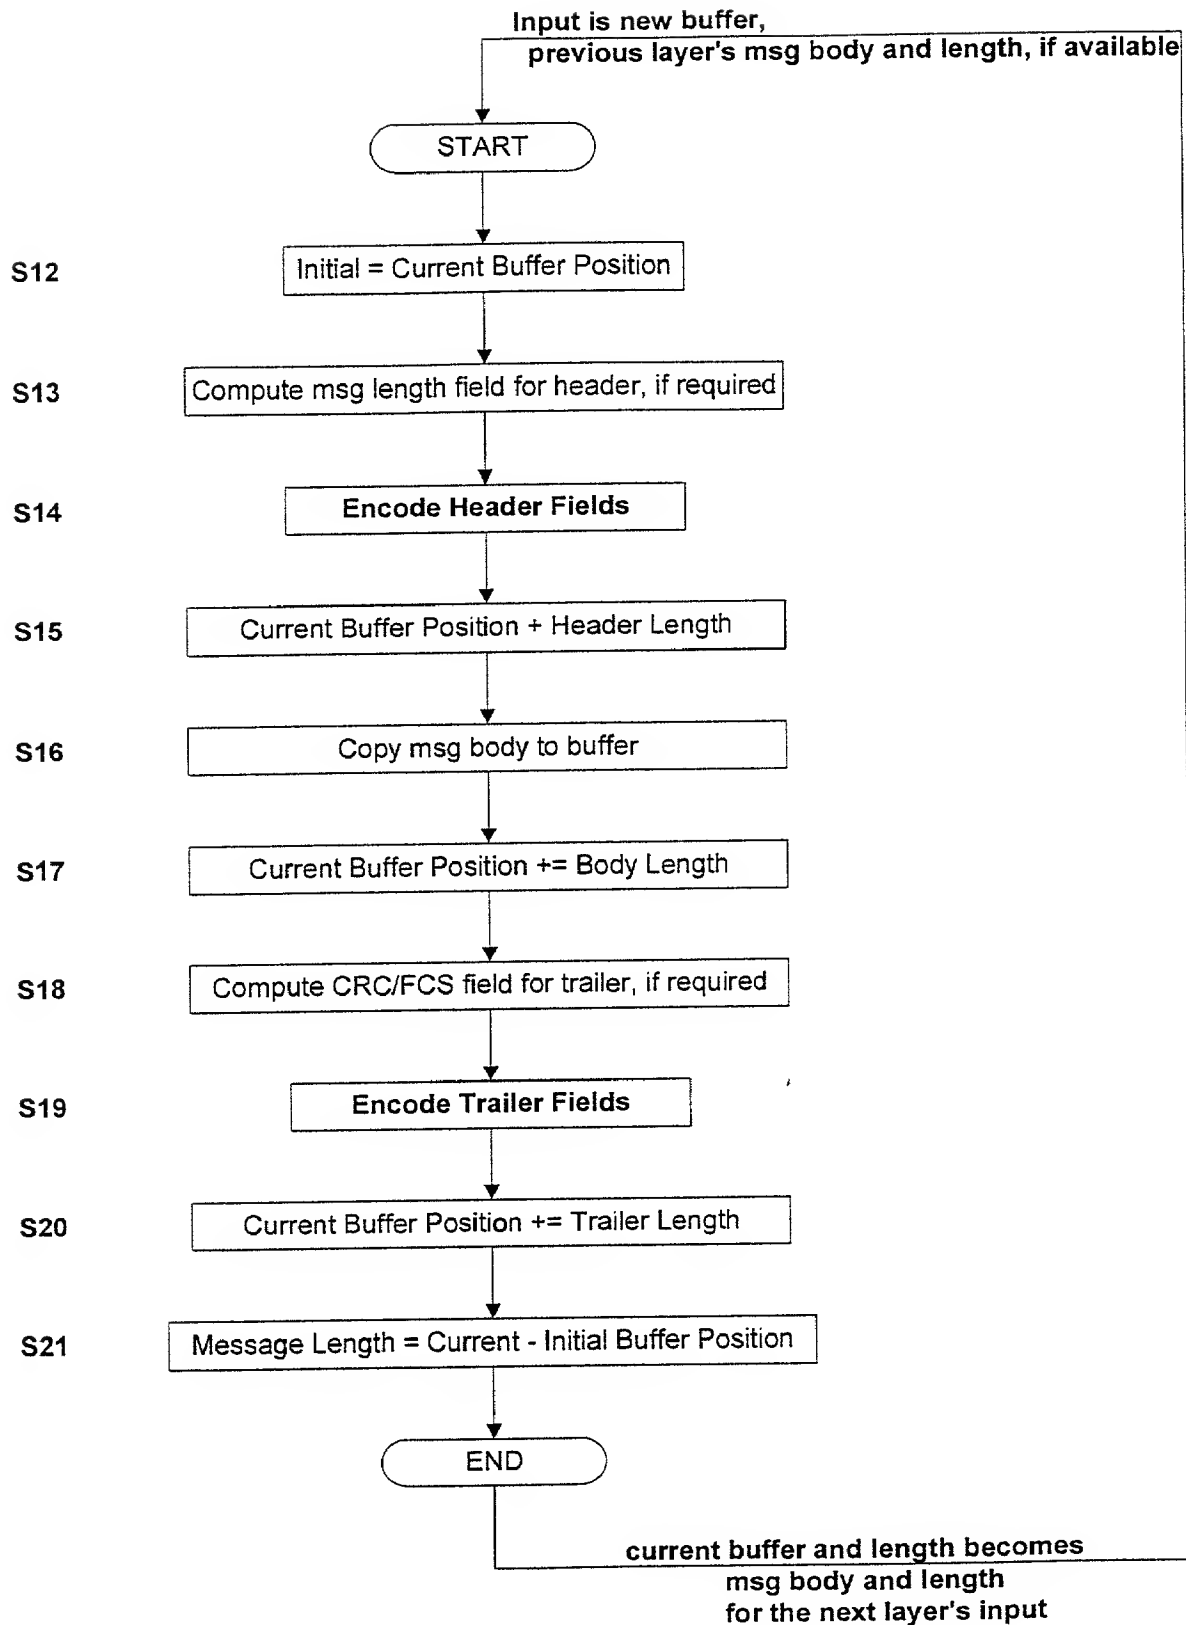 Input is new buffer,
previous layer's msg body and length, if available
START
S12
Initial = Current Buffer Position
S13
Compute msg length field for header, if required
S14
Encode Header Fields
S15
Current Buffer Position + Header Length
S16
Copy msg body to buffer
S17
Current Buffer Position += Body Length
S18
Compute CRC/FCS field for trailer, if required
S19
Encode Trailer Fields
S20
Current Buffer Position += Trailer Length
S21
Message Length = Current - Initial Buffer Position
END
current buffer and length becomes
msg body and length
for the next layer's input